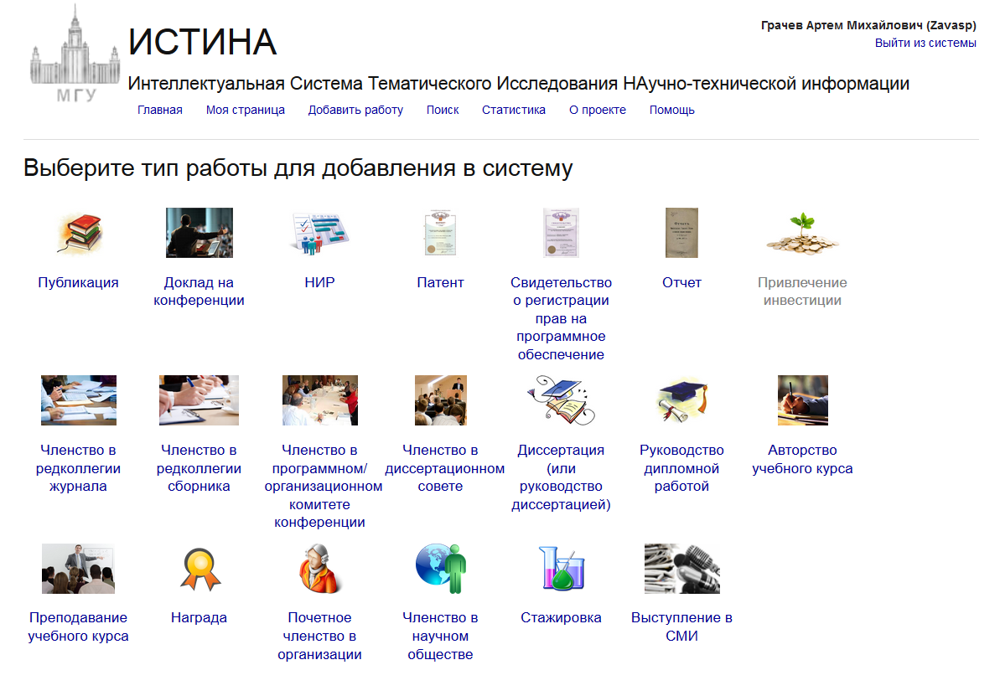 Грачев Артем Михайлович (Zavasp)
Выйти из системы
МГУ
ИСТИНА
Интеллектуальная Система Тематического Исследования НАучно-технической информации
Главная Моя страница Добавить работу Поиск Статистика О проекте Помощь
Выберите тип работы для добавления в систему
Публикация
Доклад на
конференции
НИР
Патент
Свидетельство
о регистрации
прав на
программное
обеспечение
Отчет
Привлечение
инвестиции
Членство в
редколлегии
журнала
Членство в
редколлегии
сборника
Членство в
программном/
организационном
комитете
конференции
Членство в
диссертационном
совете
Диссертация
(или
руководство
диссертацией)
Руководство
дипломной
работой
Авторство
учебного курса
Преподавание
учебного курса
Награда
Почетное
членство в
организации
Членство в
научном
обществе
Стажировка
Выступление в
СМИ